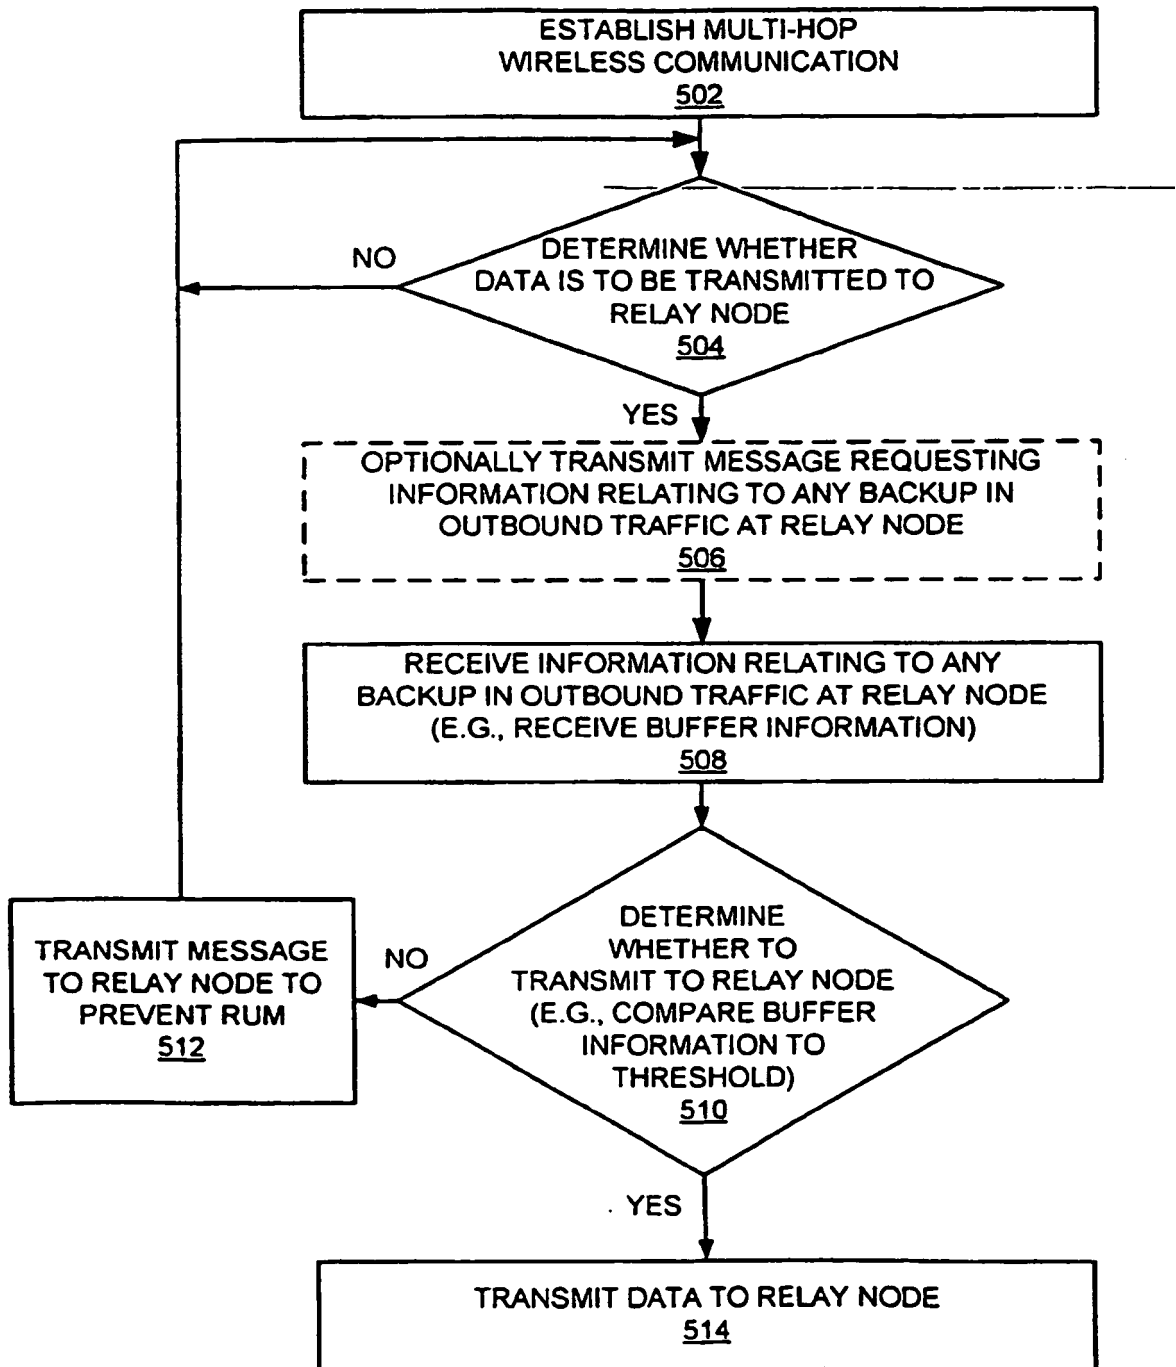 ESTABLISH MULTI-HOP
WIRELESS COMMUNICATION
502
NO
DETERMINE WHETHER
DATA IS TO BE TRANSMITTED TO
RELAY NODE
504
YES
OPTIONALLY TRANSMIT MESSAGE REQUESTING
INFORMATION RELATING TO ANY BACKUP IN
OUTBOUND TRAFFIC AT RELAY NODE
506
RECEIVE INFORMATION RELATING TO ANY
BACKUP IN OUTBOUND TRAFFIC AT RELAY NODE
(E.G., RECEIVE BUFFER INFORMATION)
508
DETERMINE
WHETHER TO
TRANSMIT TO RELAY NODE
(E.G., COMPARE BUFFER
INFORMATION TO
THRESHOLD)
510
NO
TRANSMIT MESSAGE
TO RELAY NODE TO
PREVENT RUM
512
YES
TRANSMIT DATA TO RELAY NODE
514